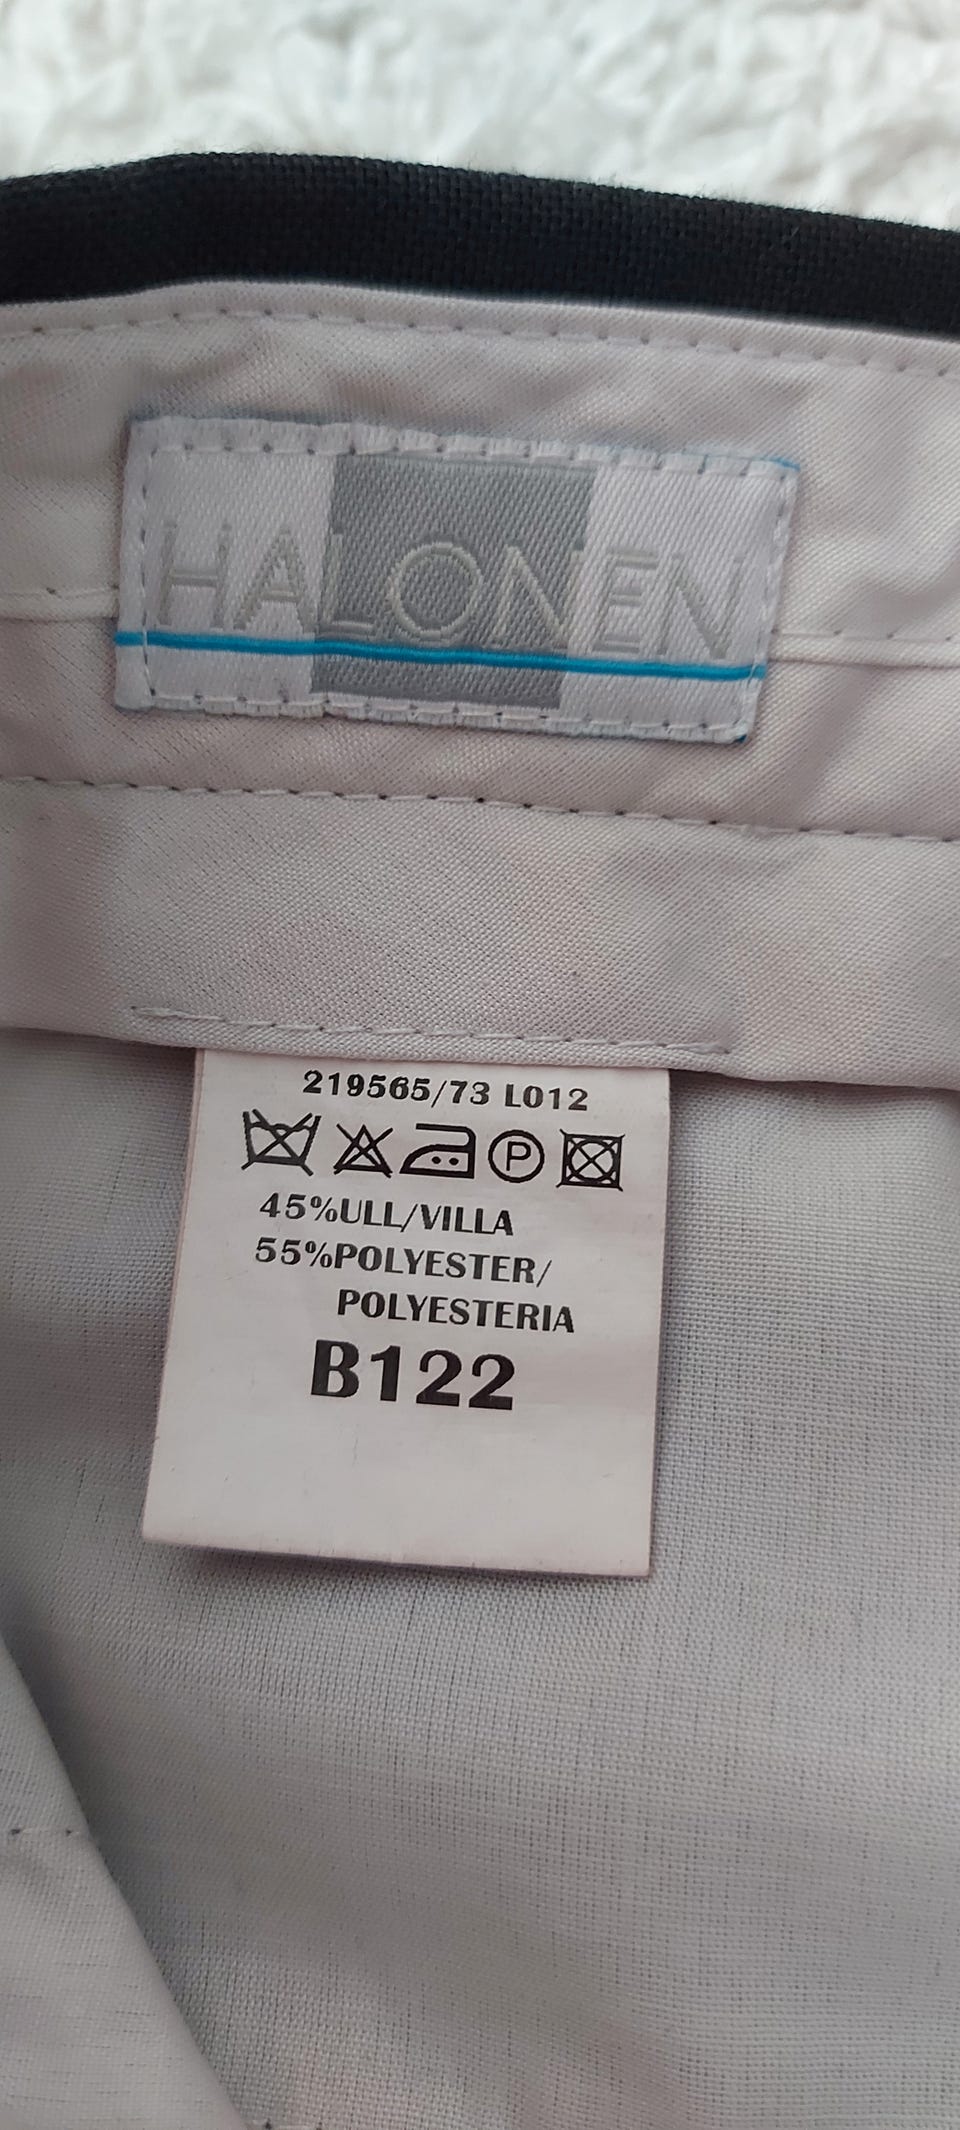 HALONEN
219565/73 L012
P
45%ULL/VILLA
55%POLYESTER/
POLYESTERIA
B122